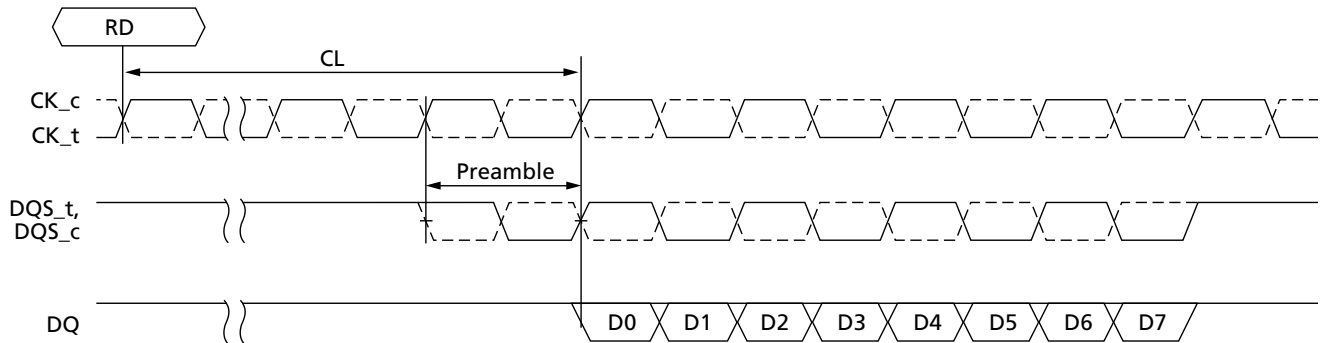 RD
CL
CK_c
CK_t
Preamble
DQS_t,
DQS_c
DQ
D0 D1 D2 D3 D4 D5 D6 D7